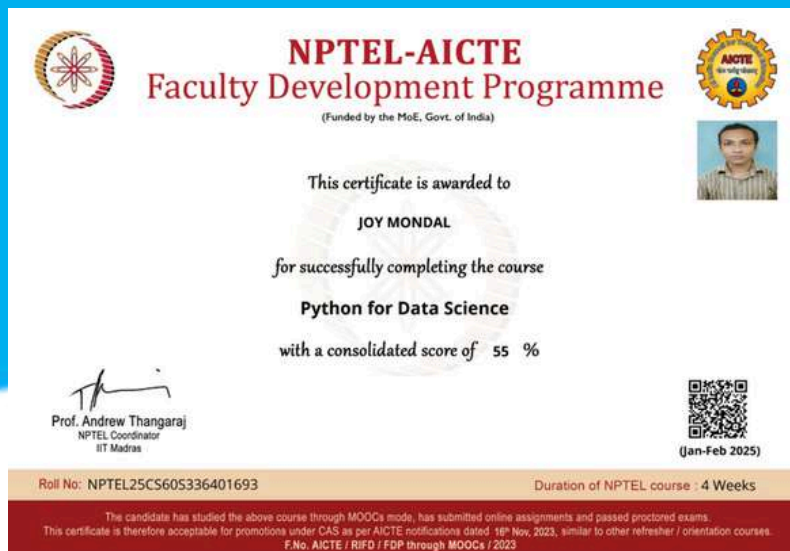 NPTEL-AICTE
Faculty Development Programme
(Funded by the MoE, Govt. of India)
AICTE
This certificate is awarded to
JOY MONDAL
for successfully completing the course
Python for Data Science
with a consolidated score of 55 %
Prof. Andrew Thangaraj
NPTEL Coordinator
IIT Madras
(Jan-Feb 2025)
Roll No: NPTEL25CS60S336401693
Duration of NPTEL course : 4 Weeks
The candidate has studied the above course through MOOCs mode, has submitted online assignments and passed proctored exams.
This certificate is therefore acceptable for promotions under CAS as per AICTE notifications dated 16th Nov, 2023, similar to other refresher / orientation courses.
F.No. AICTE / RIFD / FDP through MOOCs / 2023